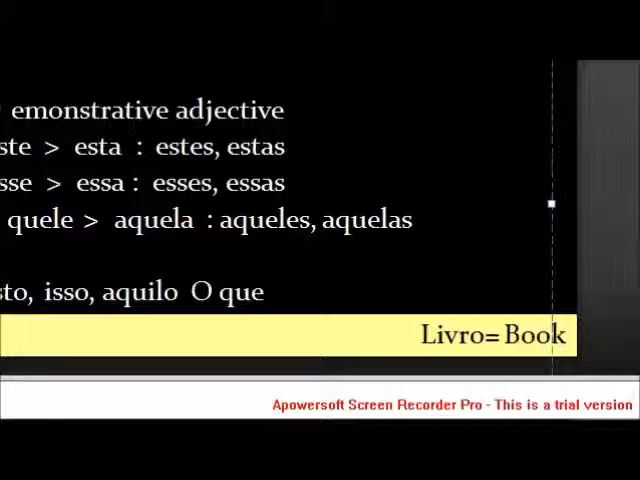 emonstrative adjective
ste > esta : estes, estas
sse > essa : esses, essas
quele > aquela : aqueles, aquelas
sto, isso, aquilo O que
Livro= Book
Apowersoft Screen Recorder Pro - This is a trial version